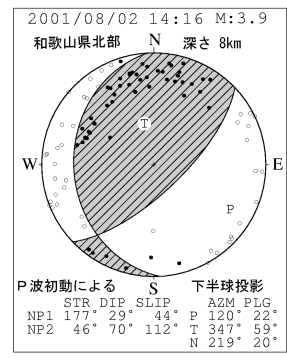 2001/08/02 14:16 M:3.9
和歌山県北部 N 深さ 8km
T
W E
P
S
P波初動による 下半球投影
STR DIP SLIP AZM PLG
NP1 177° 29° 44° P 120° 22°
NP2 46° 70° 112° T 347° 59°
N 219° 20°